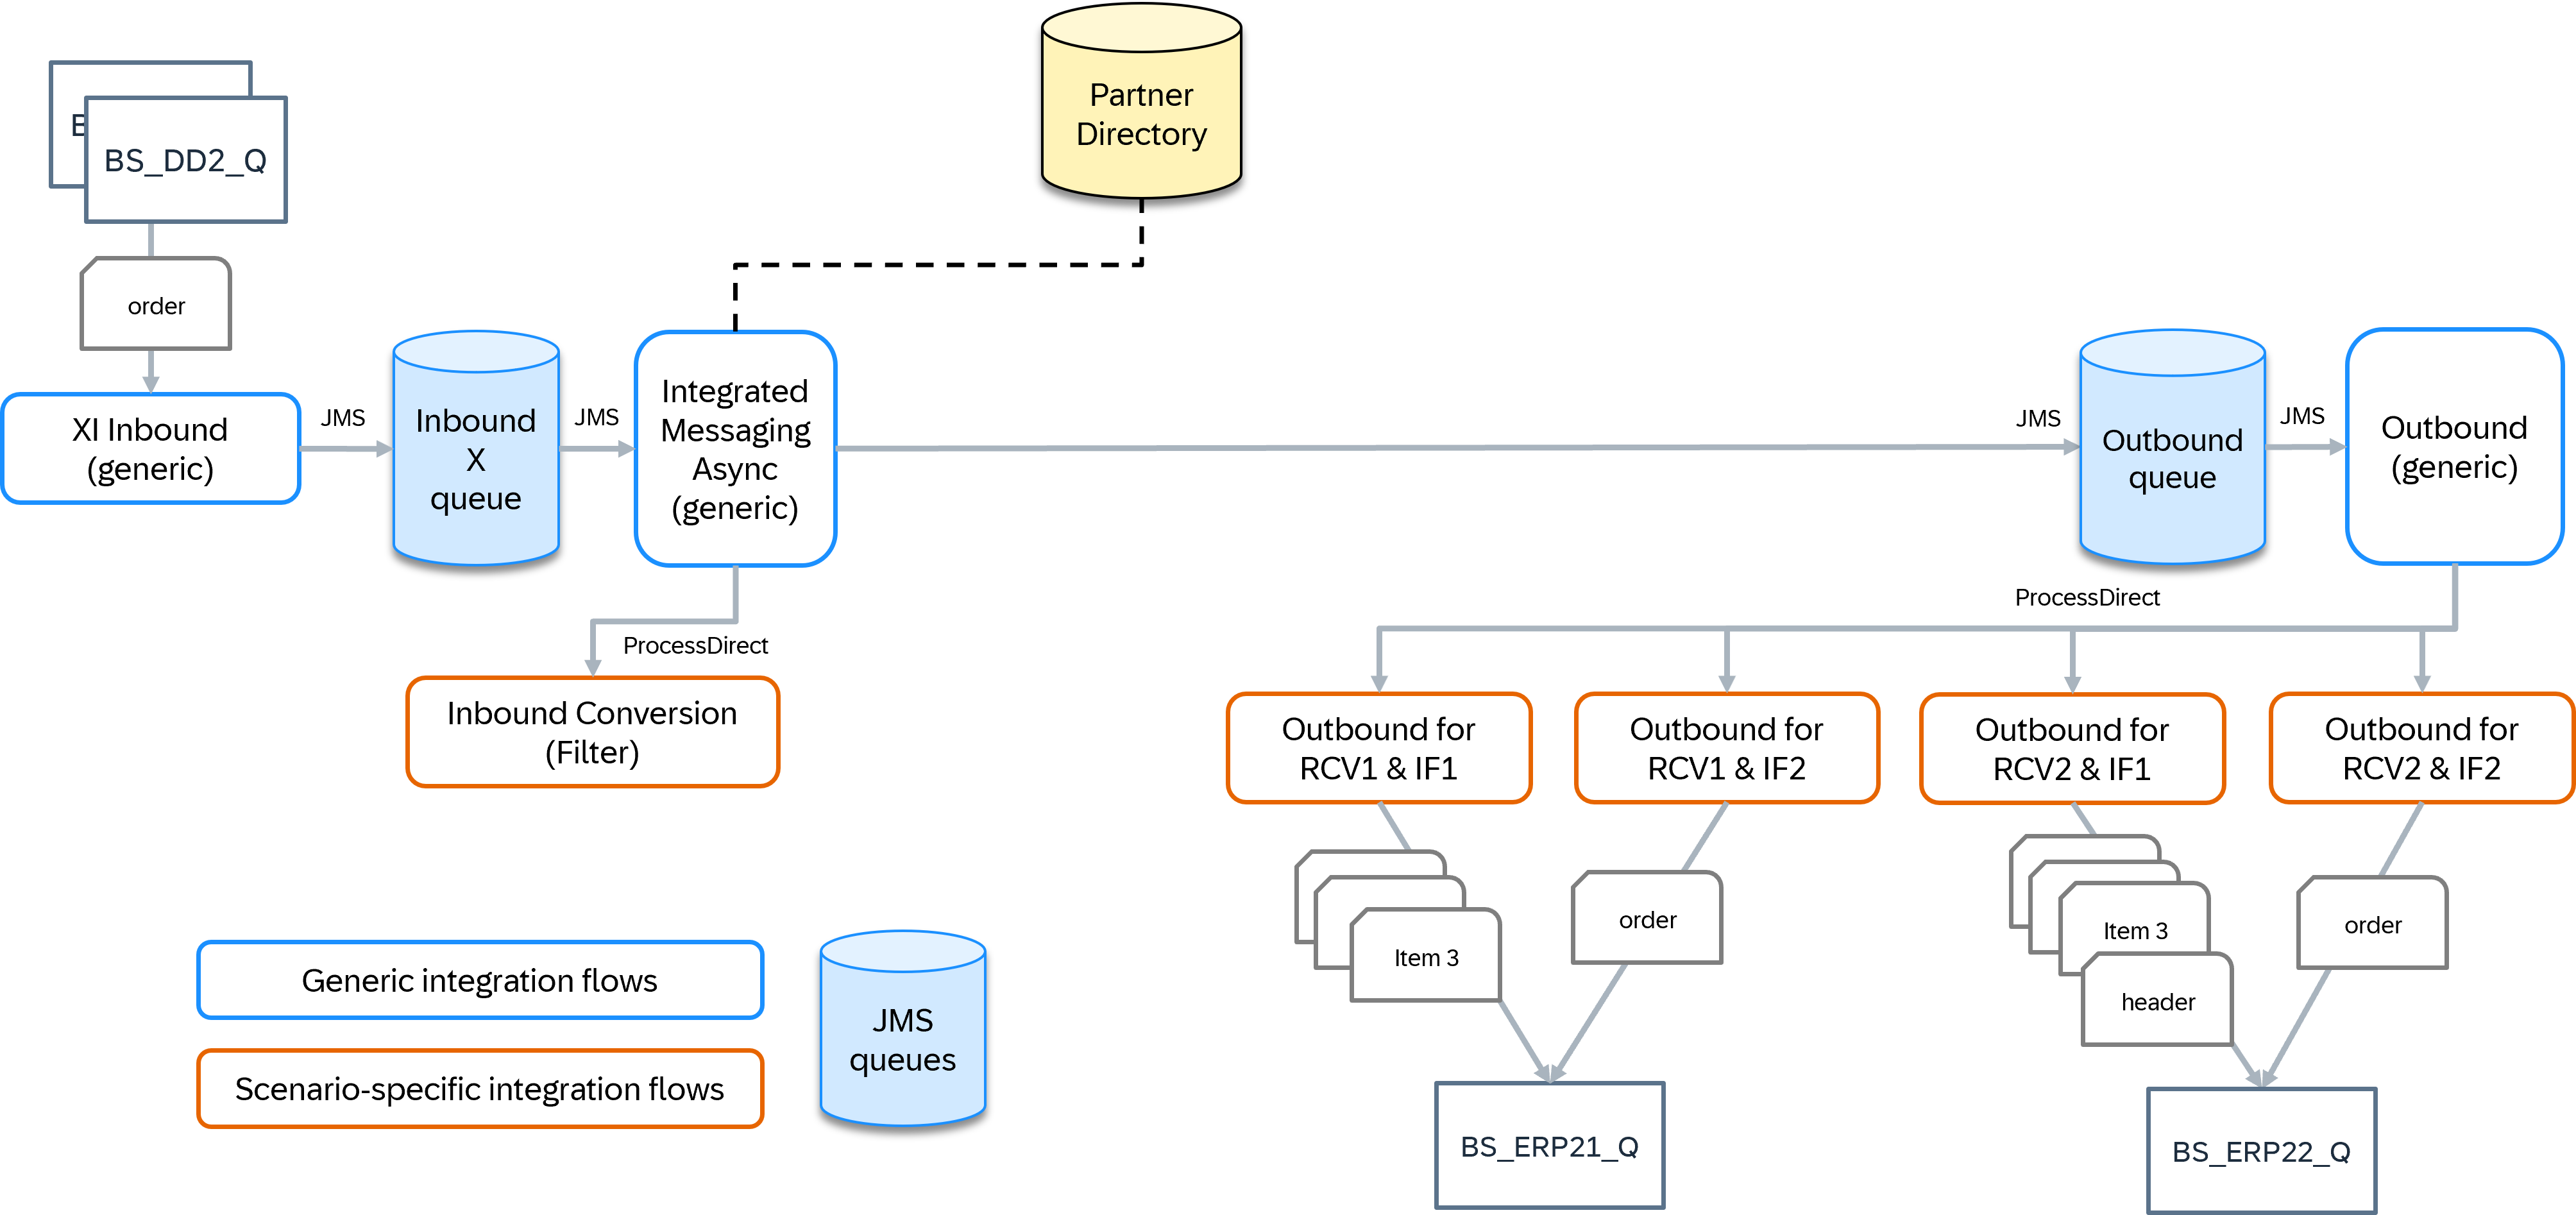 Partner
Directory
BS_DD2_Q
order
XI Inbound
(generic)
JMS
Inbound
X
queue
JMS
Integrated
Messaging
Async
(generic)
JMS
Outbound
queue
JMS
Outbound
(generic)
ProcessDirect
ProcessDirect
Inbound Conversion
(Filter)
Outbound for
RCV1 & IF1
Outbound for
RCV1 & IF2
Outbound for
RCV2 & IF1
Outbound for
RCV2 & IF2
Item 3
order
Item 3
header
order
BS_ERP21_Q
BS_ERP22_Q
Generic integration flows
Scenario-specific integration flows
JMS
queues